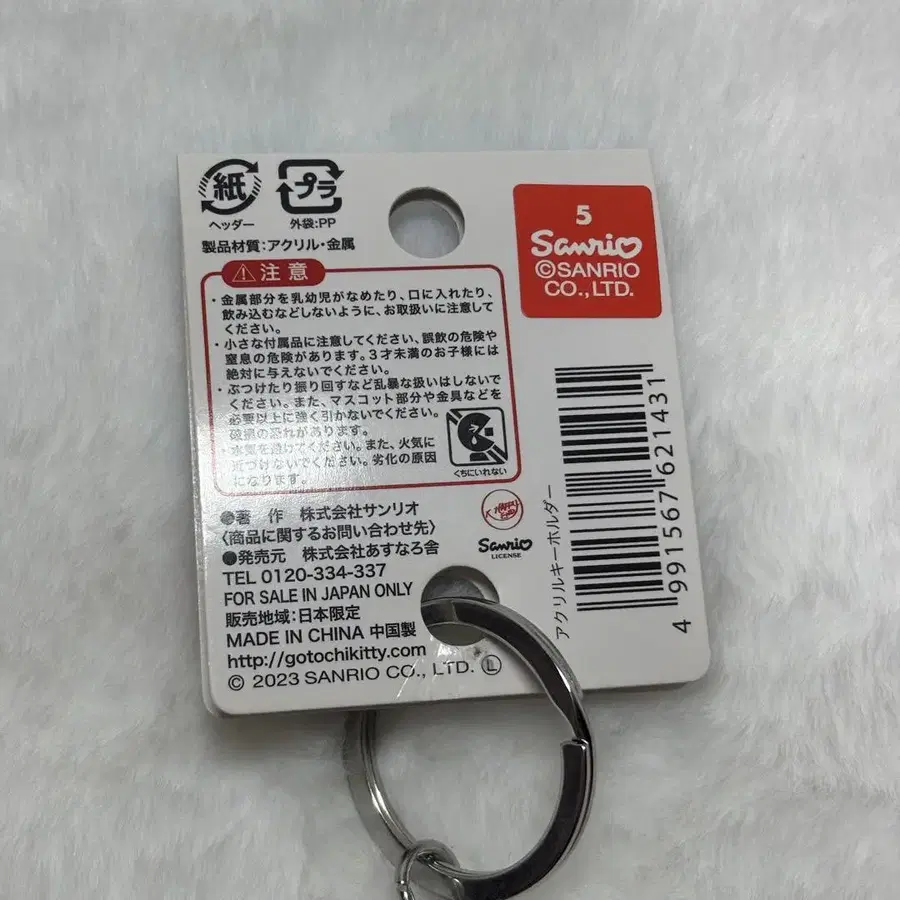 紙
プラ
ヘッダー
外袋:PP
製品材質:アクリル・金属
5
Sanrio
©SANRIO
CO.,LTD.
⚠注意
・金属部分を乳幼児がなめたり、口に入れたり、
飲み込むなどしないように、お取扱いに注意して
ください。
・小さな付属品に注意してください、誤飲の危険や
窒息の危険があります。3才未満のお子様には
絶対に与えないでください。
・ぶつけたり振り回すなど乱暴な扱いはしないで
ください。また、マスコット部分や金具などを
必要以上に強く引かないでください。
破損の恐れがあります。
・水気を避けてください。また、火気に
近づけないでください。劣化の原因
になります。
くちにいれない
●著 作 株式会社サンリオ
〈商品に関するお問い合わせ先〉
●発売元 株式会社あすなろ舎
TEL 0120-334-337
FOR SALE IN JAPAN ONLY
販売地域:日本限定
MADE IN CHINA 中国製
http://gotochikitty.com
© 2023 SANRIO CO., LTD. Ⓛ
Sanrio
LICENSE
アクリルキーホルダー
4 991567 621431